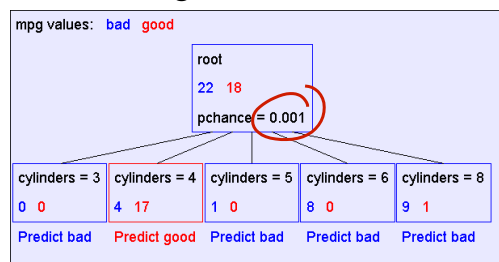 mpg values: bad good
root
22 18
pchance = 0.001
cylinders = 3 cylinders = 4 cylinders = 5 cylinders = 6 cylinders = 8
0 0 4 17 1 0 8 0 9 1
Predict bad Predict good Predict bad Predict bad Predict bad